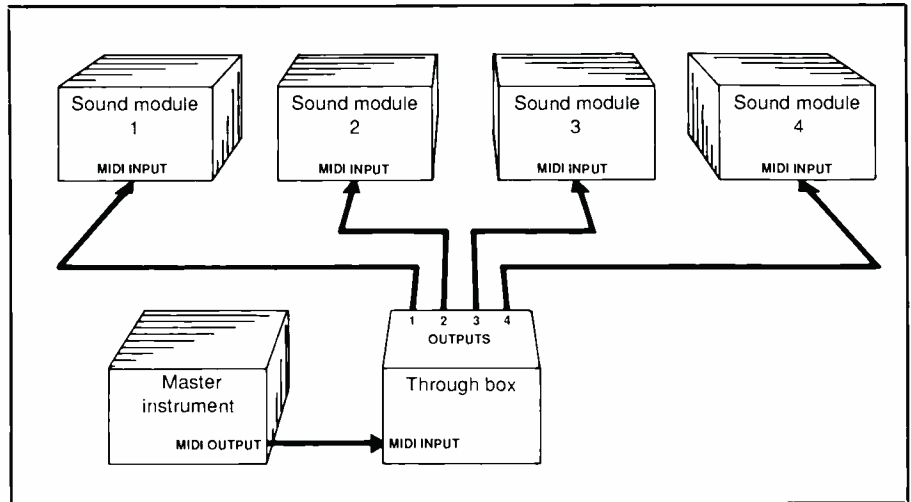 Sound module
1
MIDI INPUT
Sound module
2
MIDI INPUT
Sound module
3
MIDI INPUT
Sound module
4
MIDI INPUT
1 2 3 4
OUTPUTS
Master
instrument
MIDI OUTPUT
Through box
MIDI INPUT